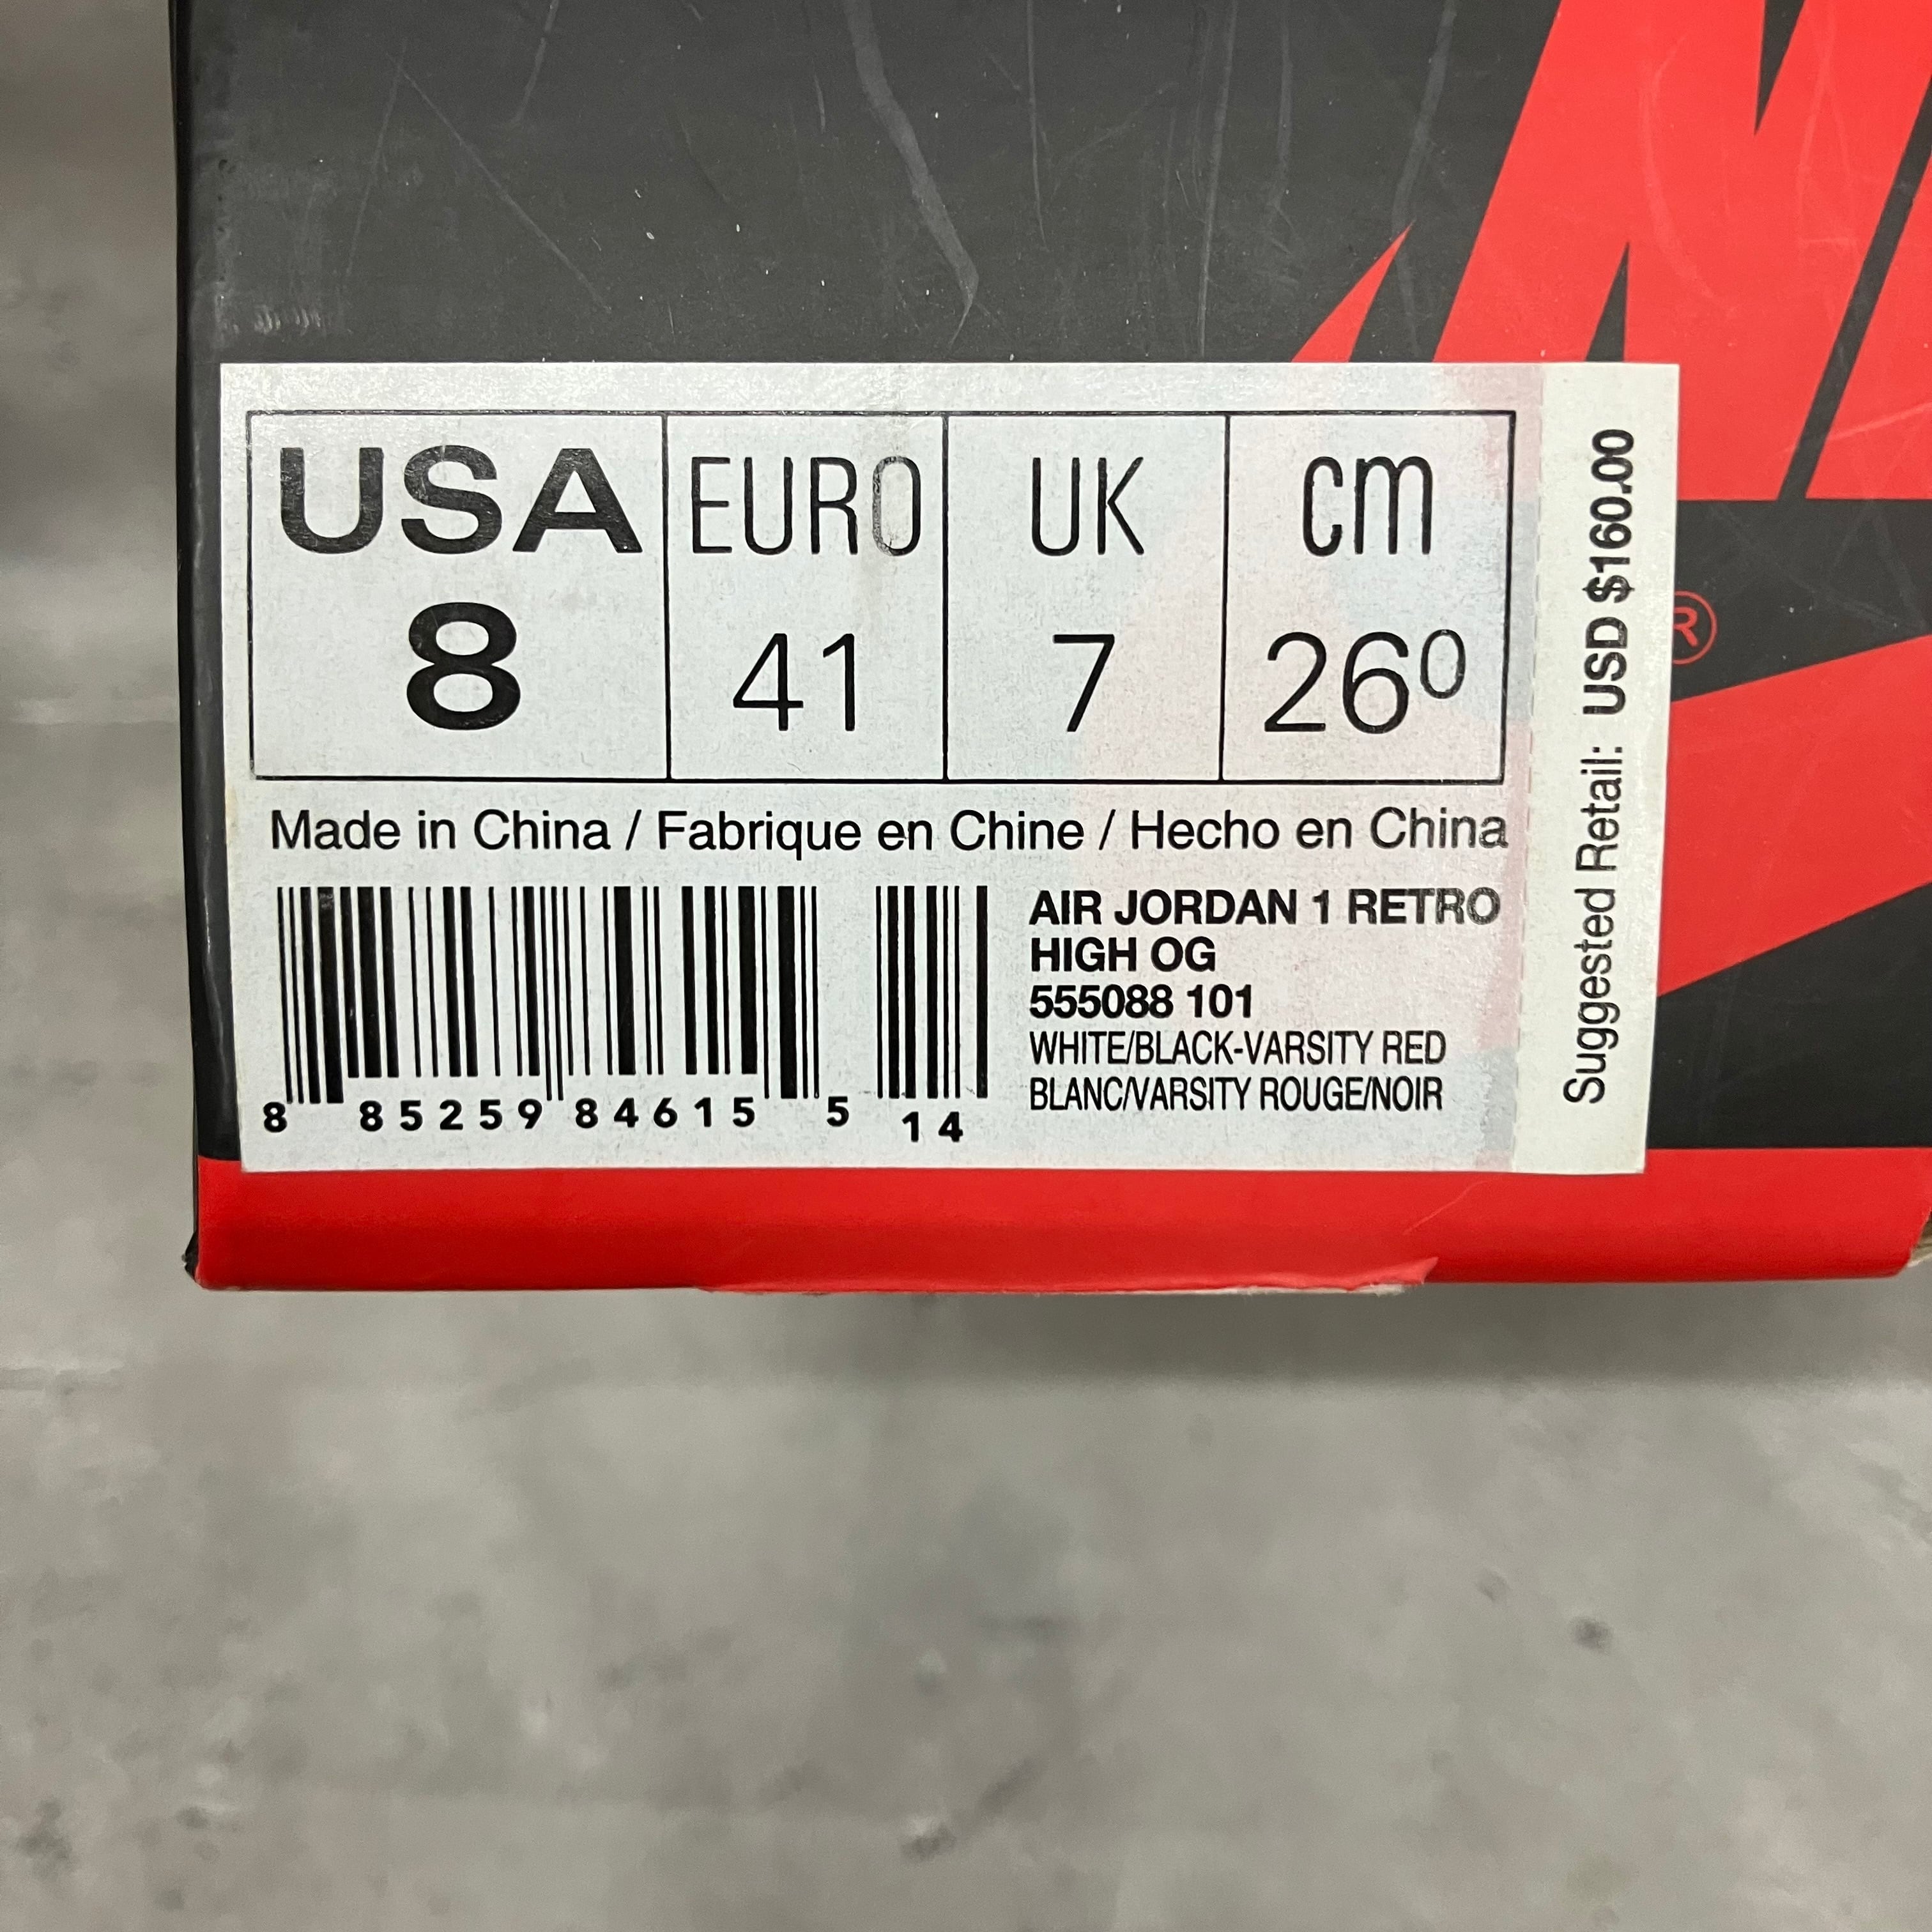 USA EURO UK cm
8 41 7 26⁰
Made in China / Fabrique en Chine / Hecho en China
AIR JORDAN 1 RETRO
HIGH OG
555088 101
WHITE/BLACK-VARSITY RED
BLANC/VARSITY ROUGE/NOIR
8 85259 84615 5 14
Suggested Retail: USD $160.00
®